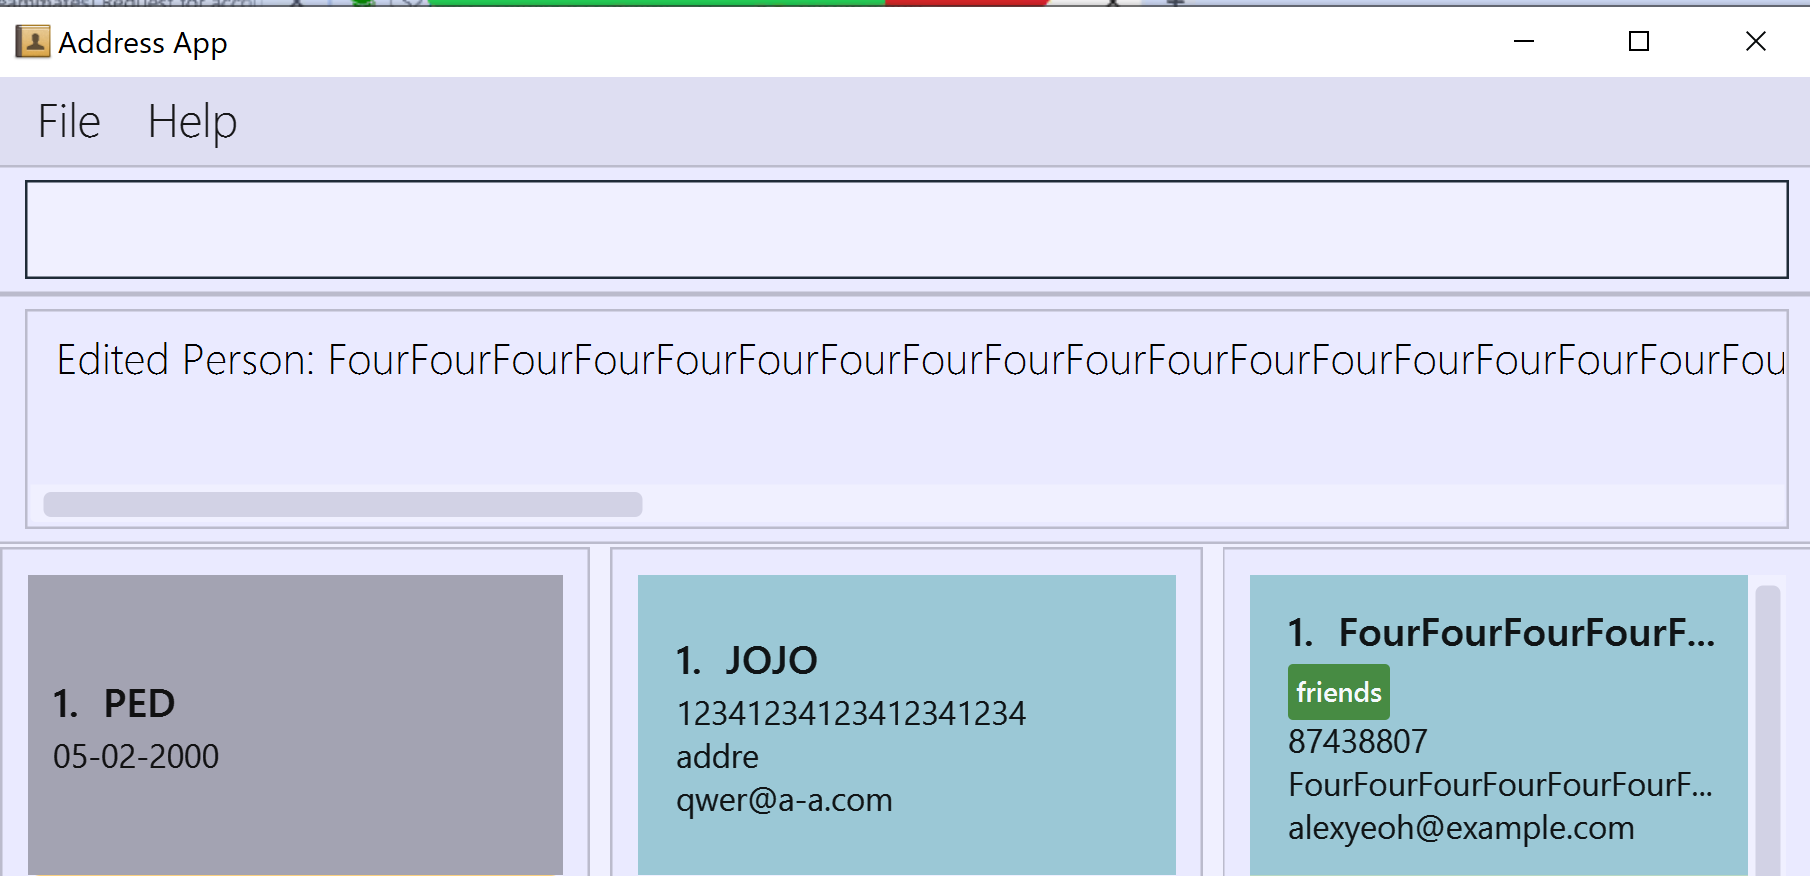 Address App
File Help
Edited Person: FourFourFourFourFourFourFourFourFourFourFourFourFourFourFourFourFourFou
1. PED
05-02-2000
1. JOJO
12341234123412341234
addre
qwer@a-a.com
1. FourFourFourFourF...
friends
87438807
FourFourFourFourFourFourF...
alexyeoh@example.com